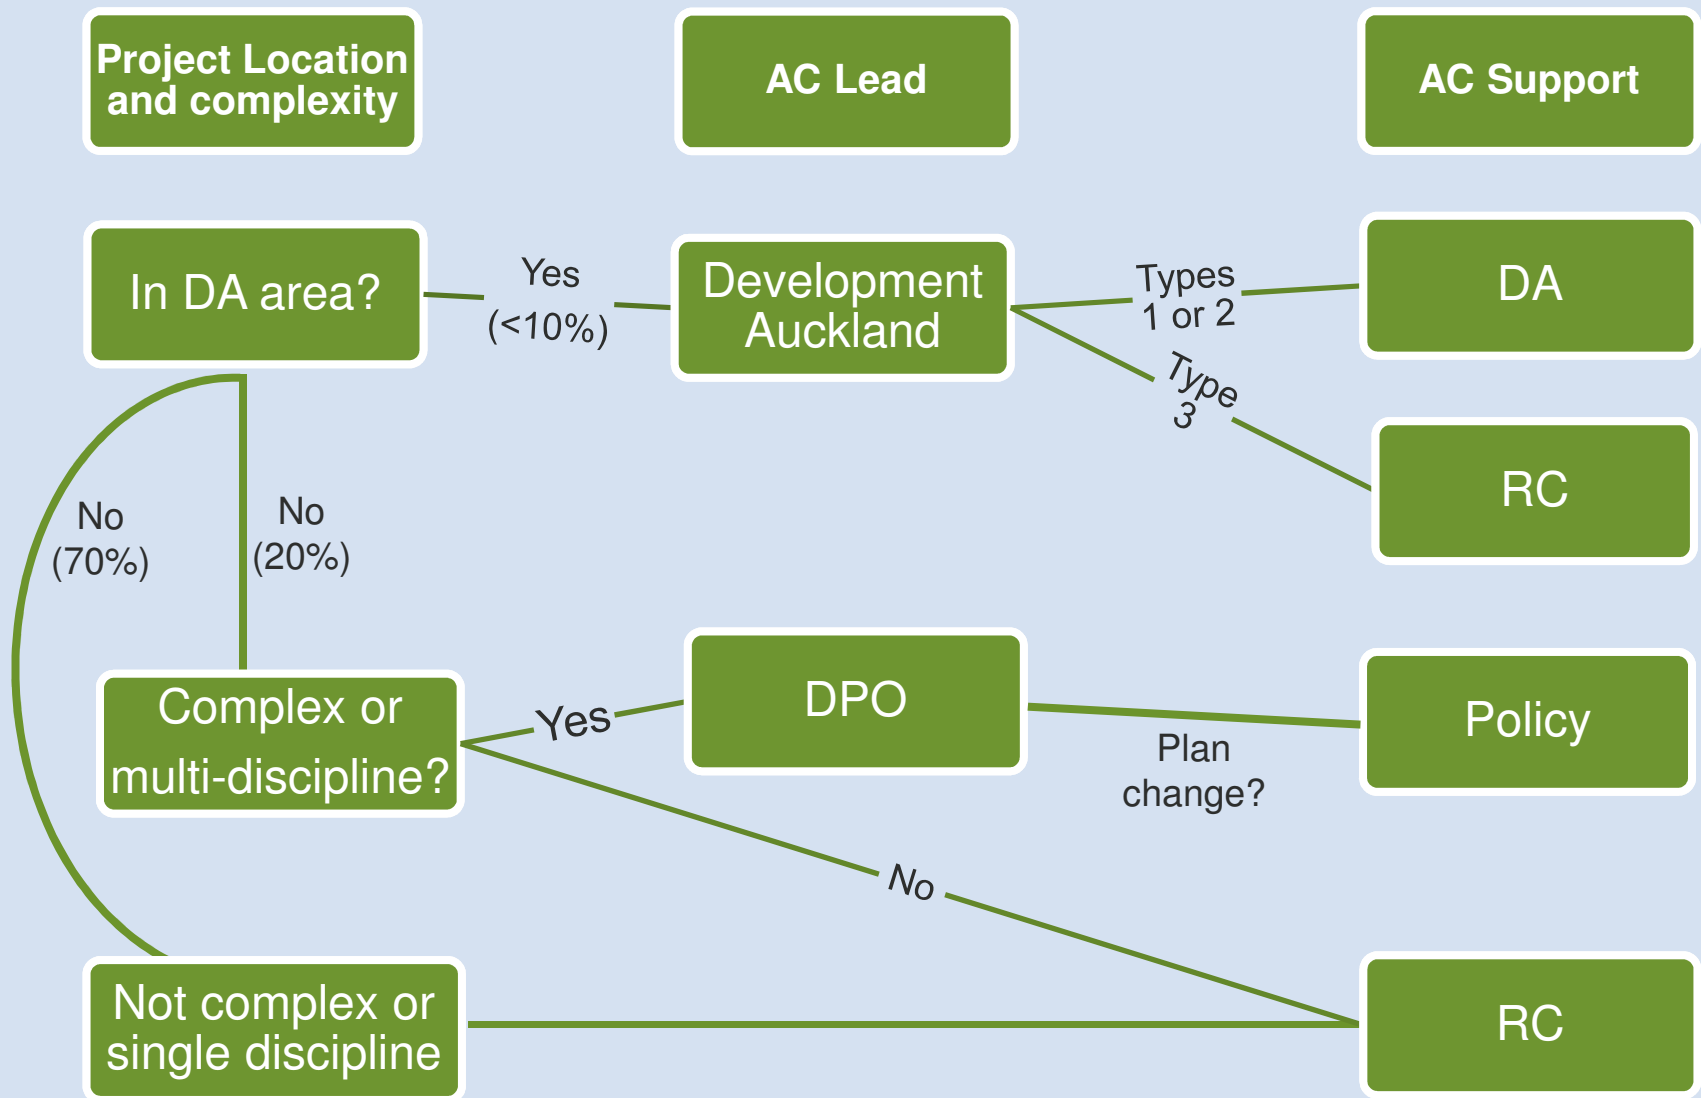 Project Location
and complexity
AC Lead
AC Support
In DA area?
Yes
(<10%)
Development
Auckland
Types
1 or 2
DA
Type
3
RC
No
(70%)
No
(20%)
Complex or
multi-discipline?
Yes
DPO
Plan
change?
Policy
No
Not complex or
single discipline
RC